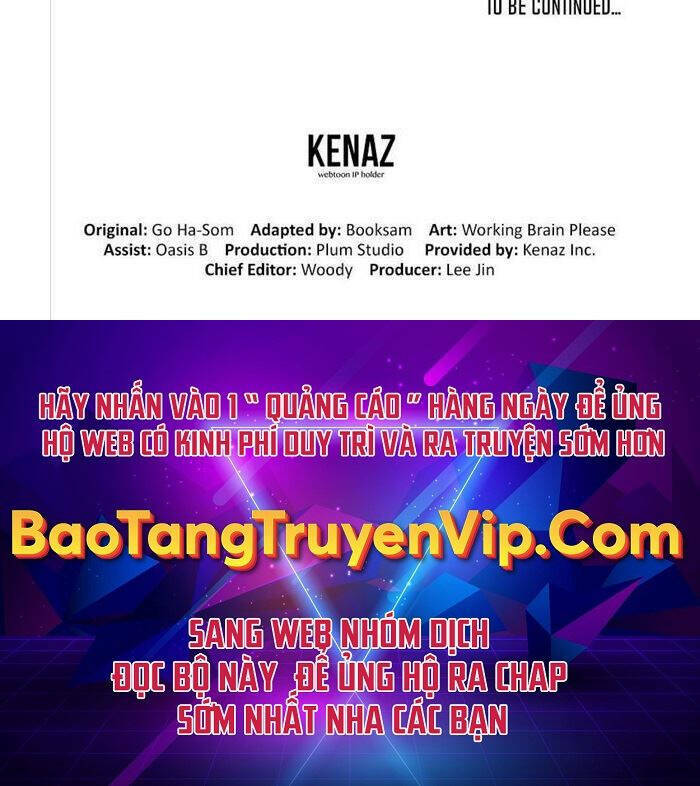 TO BE CONTINUED...
KENAZ
webtoon IP holder
Original: Go Ha-Som Adapted by: Booksam Art: Working Brain Please
Assist: Oasis B Production: Plum Studio Provided by: Kenaz Inc.
Chief Editor: Woody Producer: Lee Jin
HÃY NHẤN VÀO 1 “ QUẢNG CÁO ” HÀNG NGÀY ĐỂ ỦNG
HỘ WEB CÓ KINH PHÍ DUY TRÌ VÀ RA TRUYỆN SỚM HƠN
BaoTangTruyenVip.Com
SANG WEB NHÓM DỊCH
ĐỌC BỘ NÀY ĐỂ ỦNG HỘ RA CHAP
SỚM NHẤT NHA CÁC BẠN